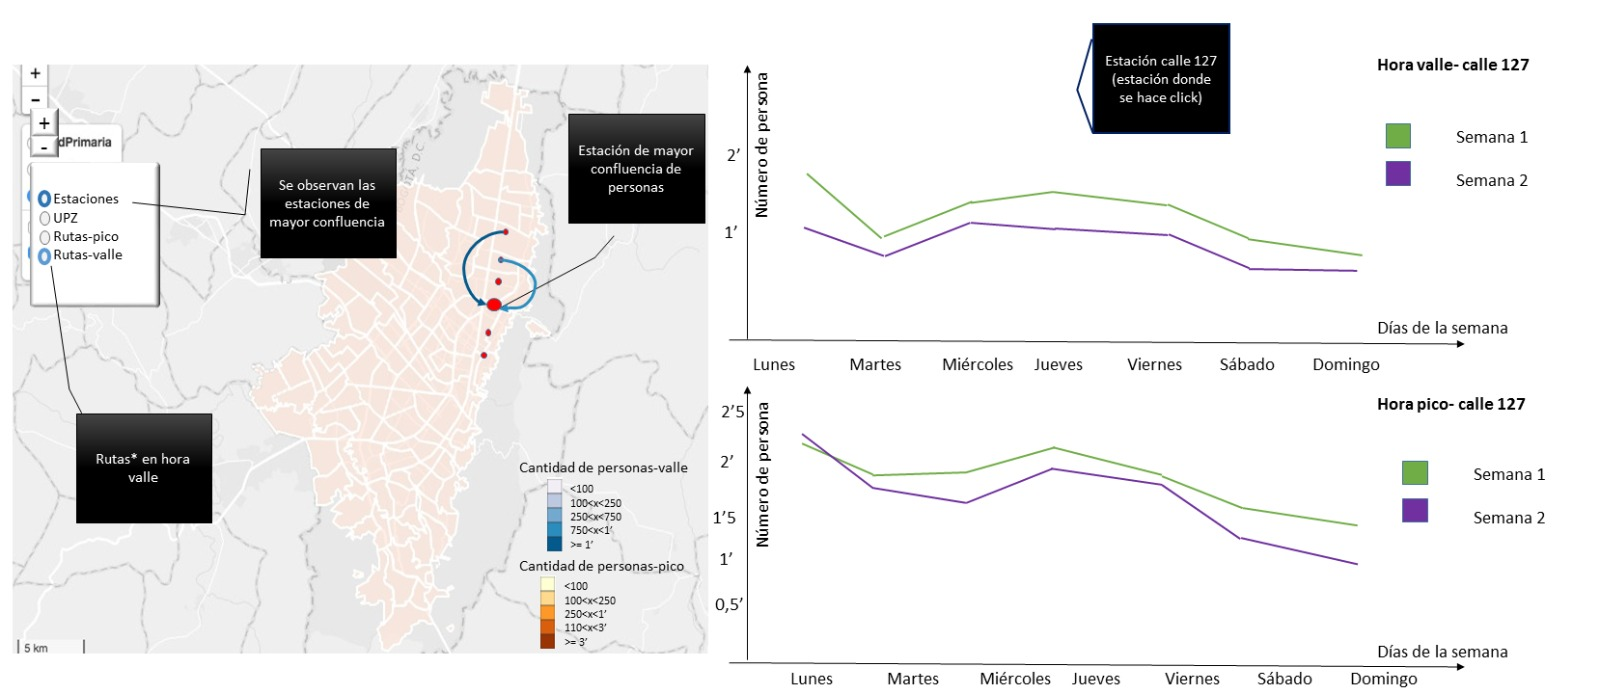 +
-
+
-
dPrimaria
Estaciones
UPZ
Rutas-pico
Rutas-valle
Se observan las
estaciones de
mayor confluencia
Estación de mayor
confluencia de
personas
Rutas* en hora
valle
Cantidad de personas-valle
<100
100<x<250
250<x<750
750<x<1'
>= 1'
Cantidad de personas-pico
<100
100<x<250
250<x<1'
110<x<3'
>= 3'
5 km
Estación calle 127
(estación donde
se hace click)
Hora valle- calle 127
Semana 1
Semana 2
Número de persona
2'
1'
Días de la semana
Lunes
Martes
Miércoles
Jueves
Viernes
Sábado
Domingo
Hora pico- calle 127
Semana 1
Semana 2
Número de persona
2'5
2'
1'5
1'
0,5'
Días de la semana
Lunes
Martes
Miércoles
Jueves
Viernes
Sábado
Domingo